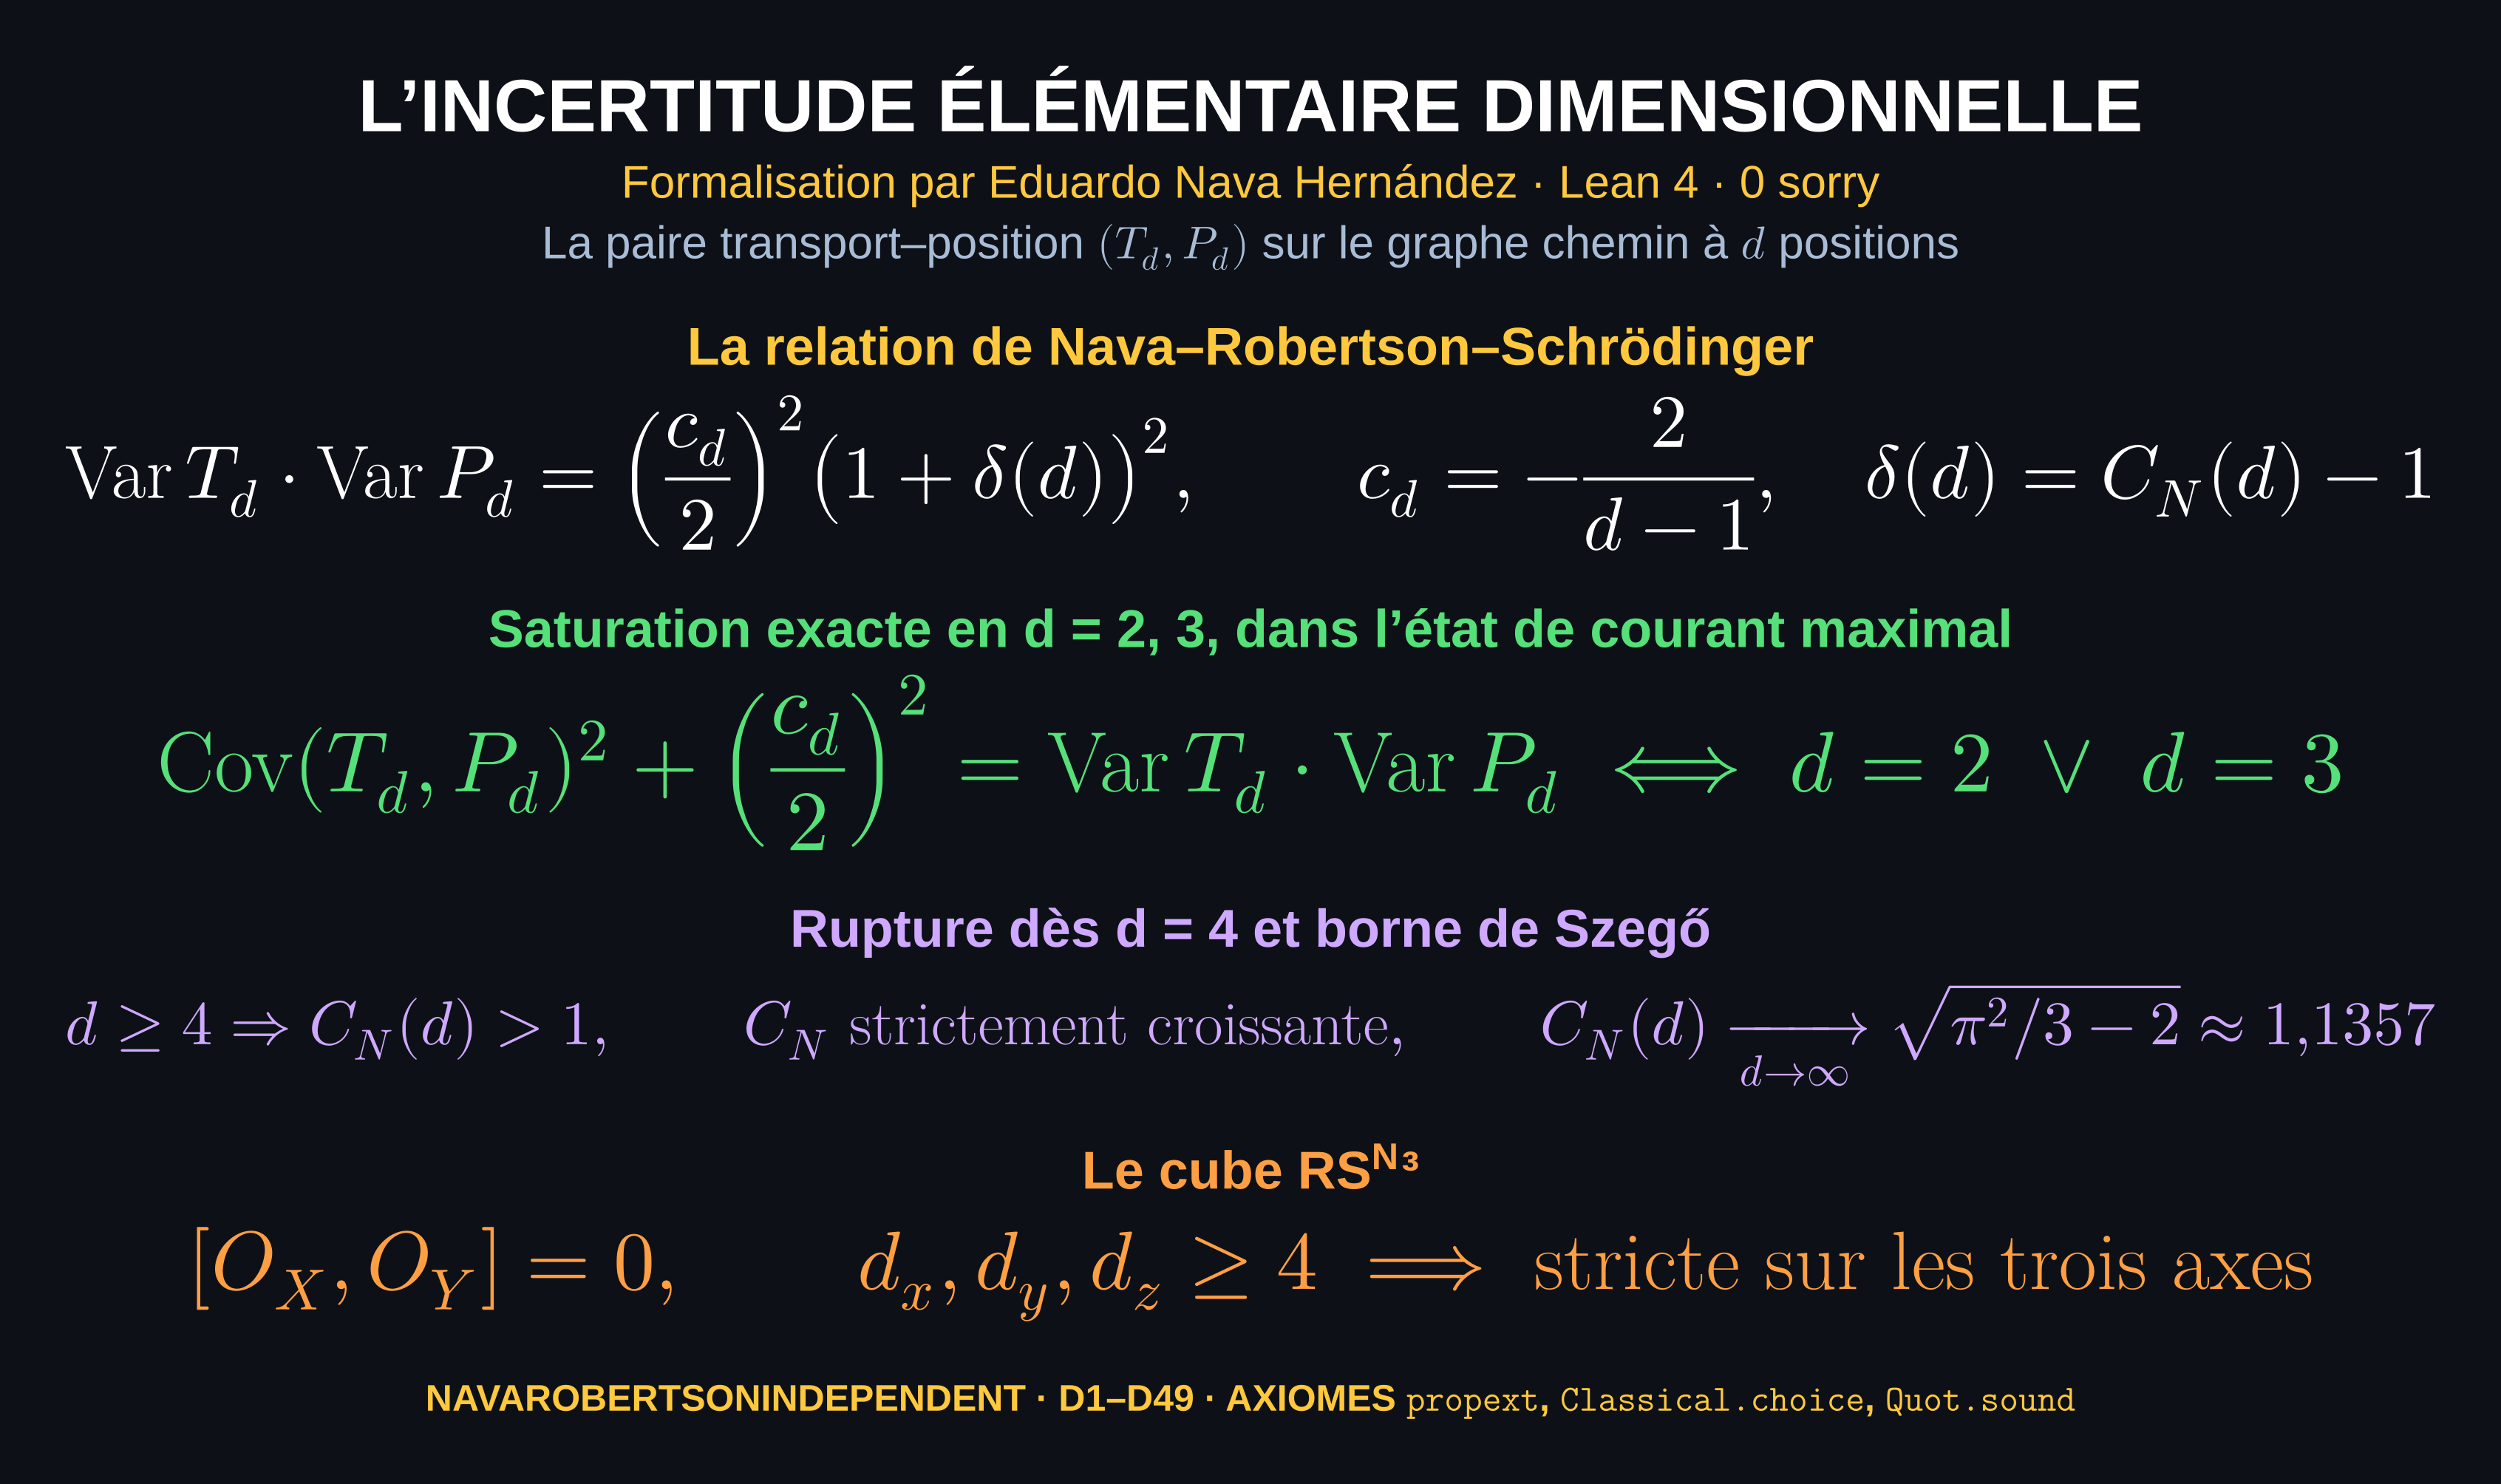 L’INCERTITUDE ÉLÉMENTAIRE DIMENSIONNELLE
Formalisation par Eduardo Nava Hernández · Lean 4 · 0 sorry
La paire transport–position (T_d, P_d) sur le graphe chemin à d positions
La relation de Nava–Robertson–Schrödinger
Var T_d · Var P_d = (c_d/2)² (1 + δ(d))², c_d = −2/(d − 1), δ(d) = C_N(d) − 1
Saturation exacte en d = 2, 3, dans l’état de courant maximal
Cov(T_d, P_d)² + (c_d/2)² = Var T_d · Var P_d ⟺ d = 2 ∨ d = 3
Rupture dès d = 4 et borne de Szegő
d ≥ 4 ⇒ C_N(d) > 1, C_N strictement croissante, C_N(d) ⟶_{d→∞} √(π²/3 − 2) ≈ 1,1357
Le cube RSᴺ³
[O_X, O_Y] = 0, d_x, d_y, d_z ≥ 4 ⟹ stricte sur les trois axes
NAVAROBERTSONINDEPENDENT · D1–D49 · AXIOMES propext, Classical.choice, Quot.sound